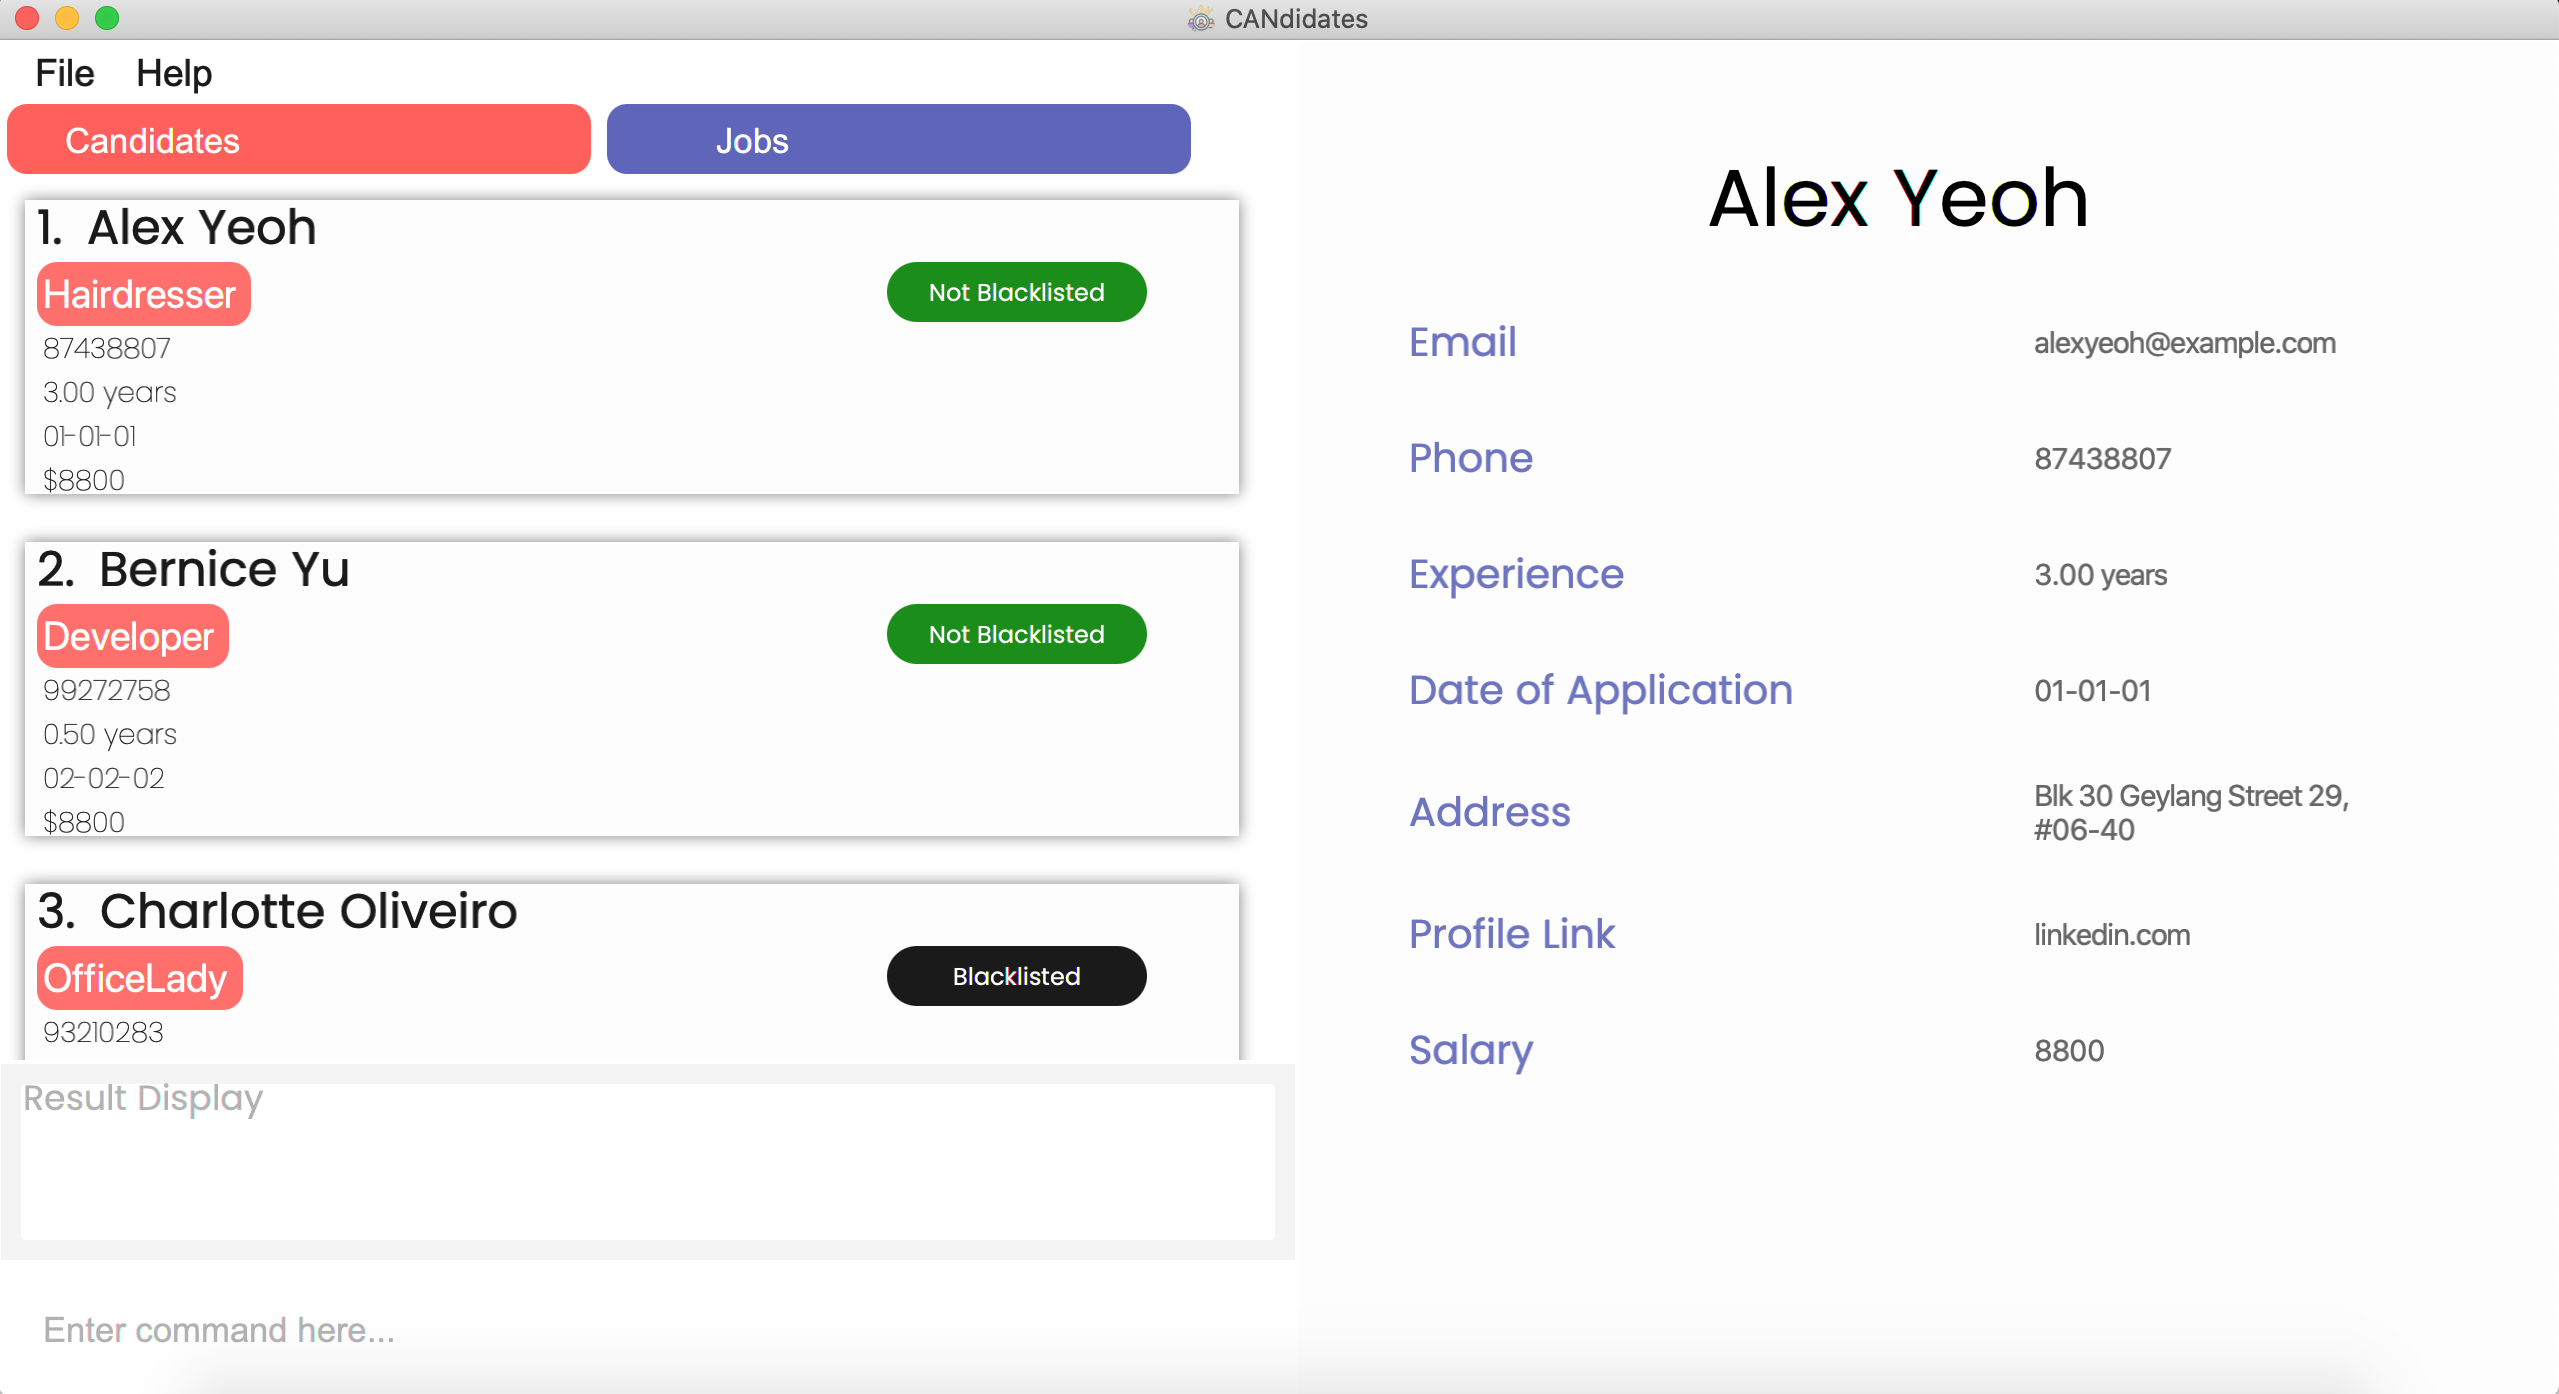 CANdidates
File Help
Candidates Jobs
1. Alex Yeoh
Hairdresser
Not Blacklisted
87438807
3.00 years
01-01-01
$8800
2. Bernice Yu
Developer
Not Blacklisted
99272758
0.50 years
02-02-02
$8800
3. Charlotte Oliveiro
OfficeLady
Blacklisted
93210283
Result Display
Enter command here...
Alex Yeoh
Email alexyeoh@example.com
Phone 87438807
Experience 3.00 years
Date of Application 01-01-01
Address Blk 30 Geylang Street 29,
#06-40
Profile Link linkedin.com
Salary 8800